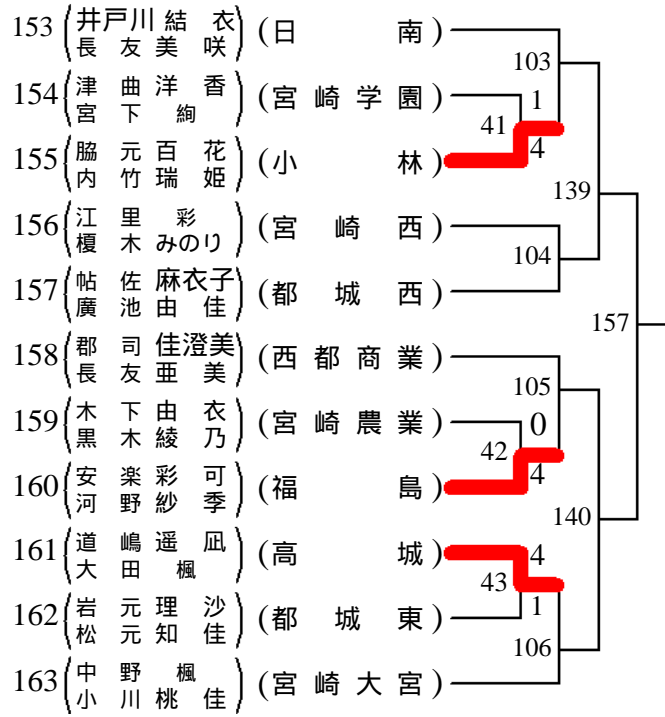 153 井戸川 結 衣 (日 南)
長 友 美 咲
103
154 津 曲 洋 香 (宮 崎 学 園)
宮 下 絢
1
41
155 脇 元 百 花 (小 林)
内 竹 瑞 姫
4
139
156 江 里 彩 (宮 崎 西)
榎 木 みのり
104
157 帖 佐 麻衣子 (都 城 西)
廣 池 由 佳
157
158 郡 司 佳澄美 (西 都 商 業)
長 友 亜 美
105
159 木 下 由 衣 (宮 崎 農 業)
黒 木 綾 乃
0
42
160 安 楽 彩 可 (福 島)
河 野 紗 季
4
140
161 道 嶋 遥 凪 (高 城)
大 田 楓
4
43
162 岩 元 理 沙 (都 城 東)
松 元 知 佳
1
106
163 中 野 楓 (宮 崎 大 宮)
小 川 桃 佳